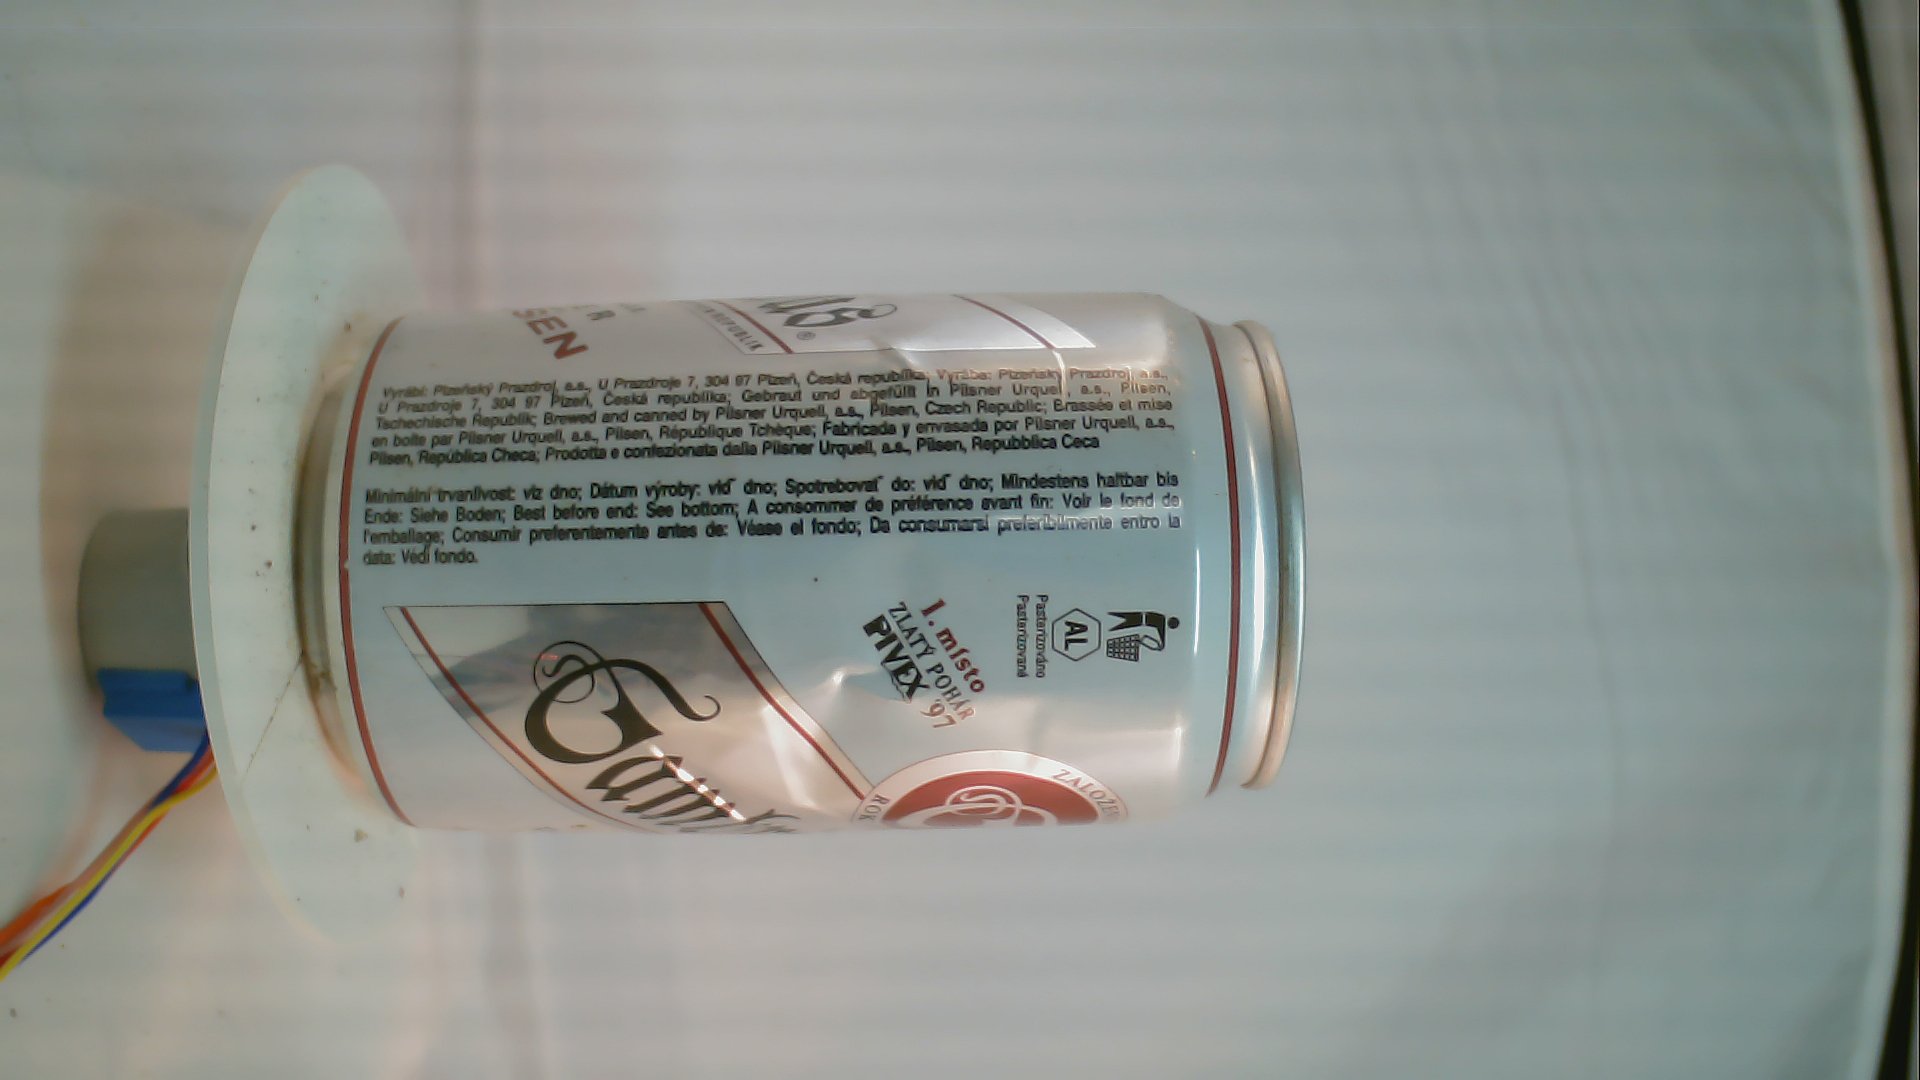 SEN
Vyrábí: Plzeňský Prazdroj, a.s., U Prazdroje 7, 304 97 Plzeň, Česká republika; Vyrába: Plzeňský Prazdroj, a.s.,
U Prazdroje 7, 304 97 Plzeň, Česká republika; Gebraut und abgefüllt in Pilsner Urquell, a.s., Pilsen,
Tschechische Republik; Brewed and canned by Pilsner Urquell, a.s., Pilsen, Czech Republic; Brassée et mise
en boîte par Pilsner Urquell, a.s., Pilsen, République Tchèque; Fabricada y envasada por Pilsner Urquell, a.s.,
Pilsen, República Checa; Prodotta e confezionata dalla Pilsner Urquell, a.s., Pilsen, Repubblica Ceca
Minimální trvanlivost: viz dno; Dátum výroby: viď dno; Spotrebovať do: viď dno; Mindestens haltbar bis
Ende: Siehe Boden; Best before end: See bottom; A consommer de préférence avant fin: Voir le fond de
l'emballage; Consumir preferentemente antes de: Véase el fondo; Da consumarsi preferibilmente entro la
data: Vedi fondo.
1. místo
ZLATÝ POHÁR
PIVEX '97
Pasterizováno
Pasterizované
AL
Gam
ZALOŽE
ROK